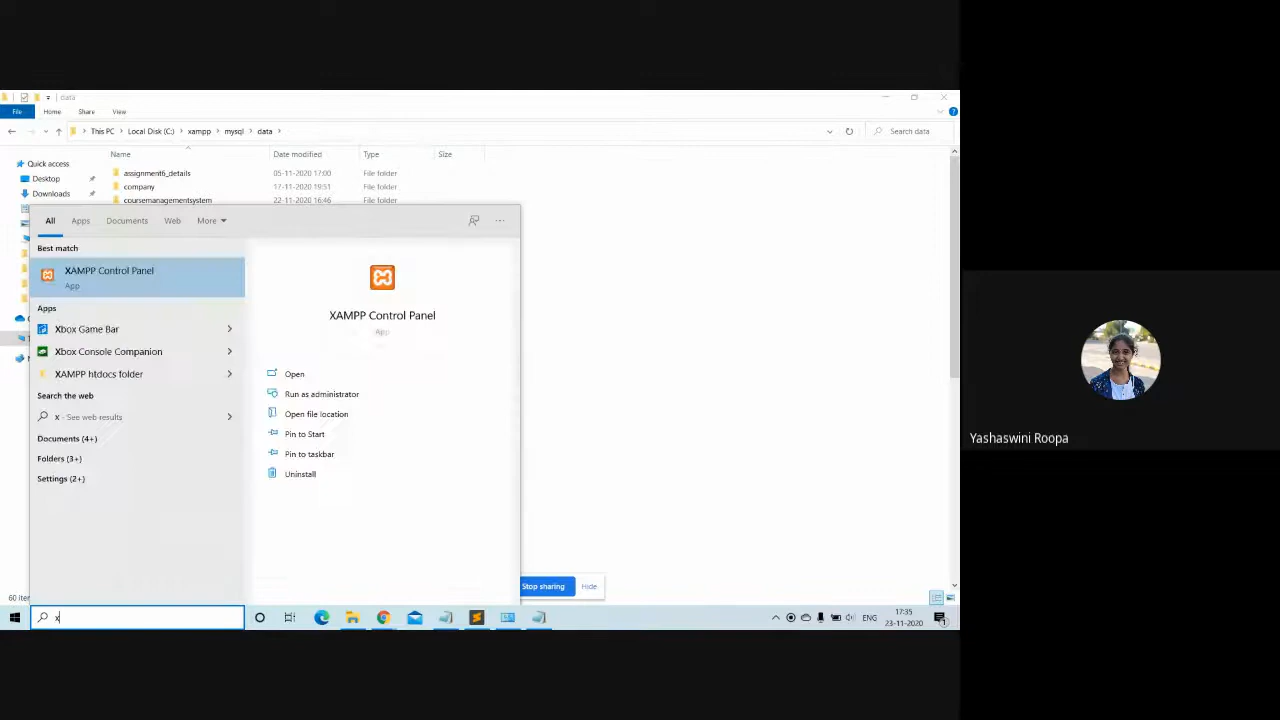 data
File Home Share View
This PC Local Disk (C:) xampp mysql data
Search data
Name Date modified Type Size
Quick access
Desktop
Downloads
assignment6_details 05-11-2020 17:00 File folder
company 17-11-2020 19:51 File folder
coursemanagementsystem 22-11-2020 16:46 File folder
All Apps Documents Web More
Best match
XAMPP Control Panel
App
Apps
Xbox Game Bar
Xbox Console Companion
XAMPP htdocs folder
Search the web
x - See web results
Documents (4+)
Folders (3+)
Settings (2+)
XAMPP Control Panel
App
Open
Run as administrator
Open file location
Pin to Start
Pin to taskbar
Uninstall
Stop sharing Hide
60 iter
x
ENG
17:35
23-11-2020
Yashaswini Roopa